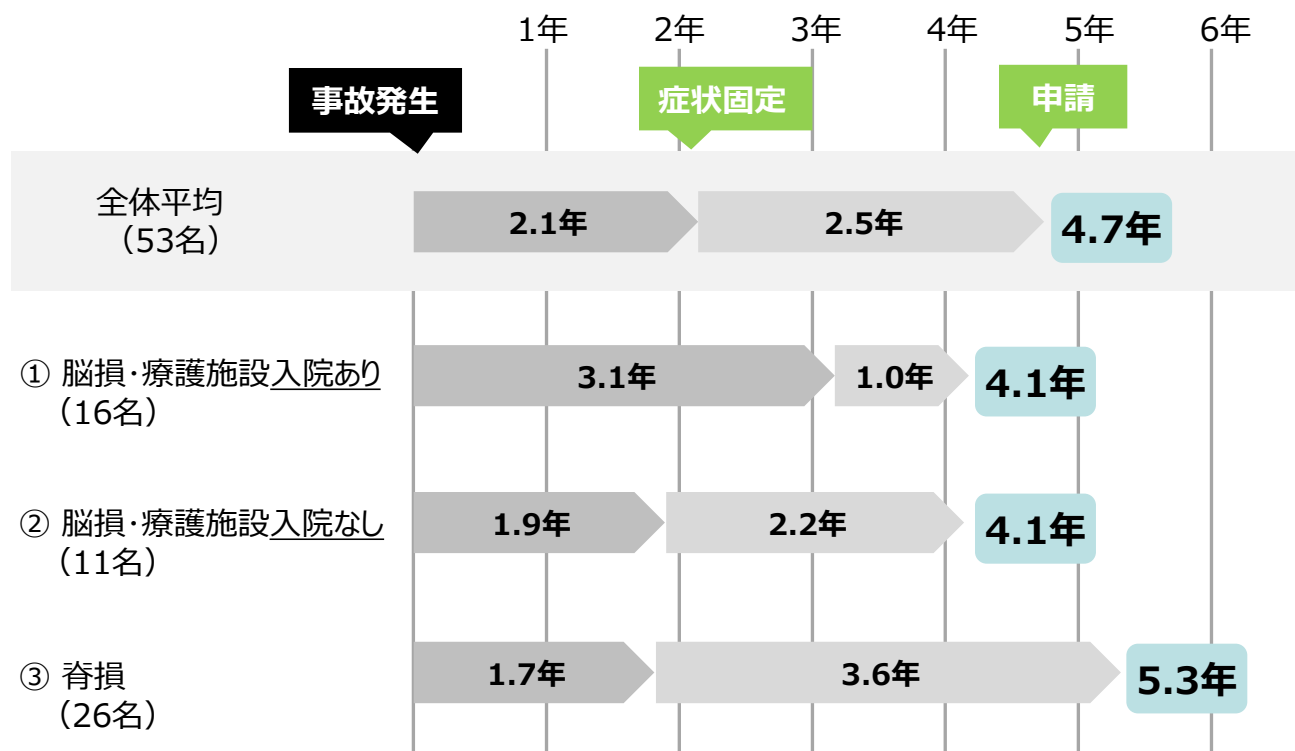 1年 2年 3年 4年 5年 6年
事故発生 症状固定 申請
全体平均
（53名）
2.1年 2.5年 4.7年
① 脳損・療護施設入院あり
（16名）
3.1年 1.0年 4.1年
② 脳損・療護施設入院なし
（11名）
1.9年 2.2年 4.1年
③ 脊損
（26名）
1.7年 3.6年 5.3年